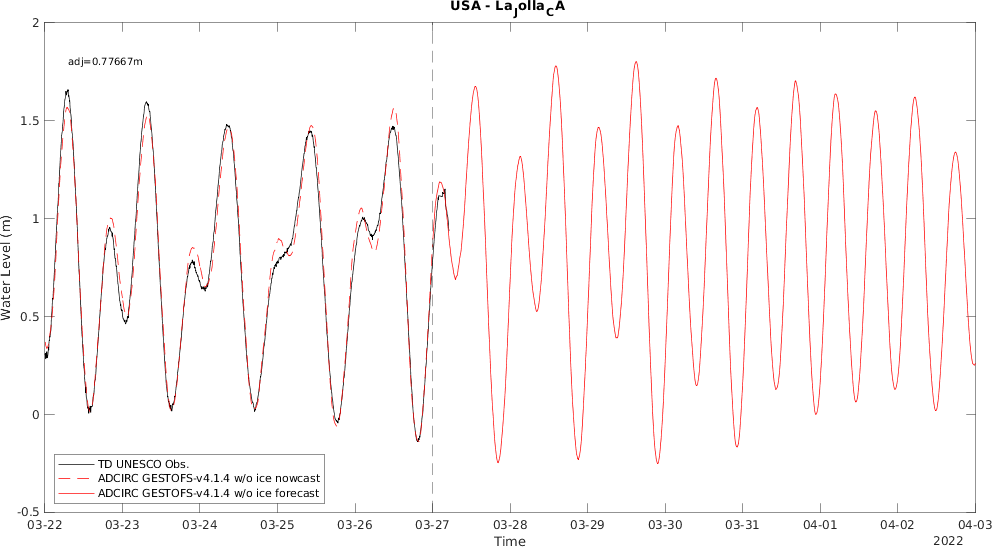 USA - LaJollaCA
adj=0.77667m
2
1.5
1
0.5
0
-0.5
Water Level (m)
TD UNESCO Obs.
ADCIRC GESTOFS-v4.1.4 w/o ice nowcast
ADCIRC GESTOFS-v4.1.4 w/o ice forecast
03-22 03-23 03-24 03-25 03-26 03-27 03-28 03-29 03-30 03-31 04-01 04-02 04-03
Time
2022